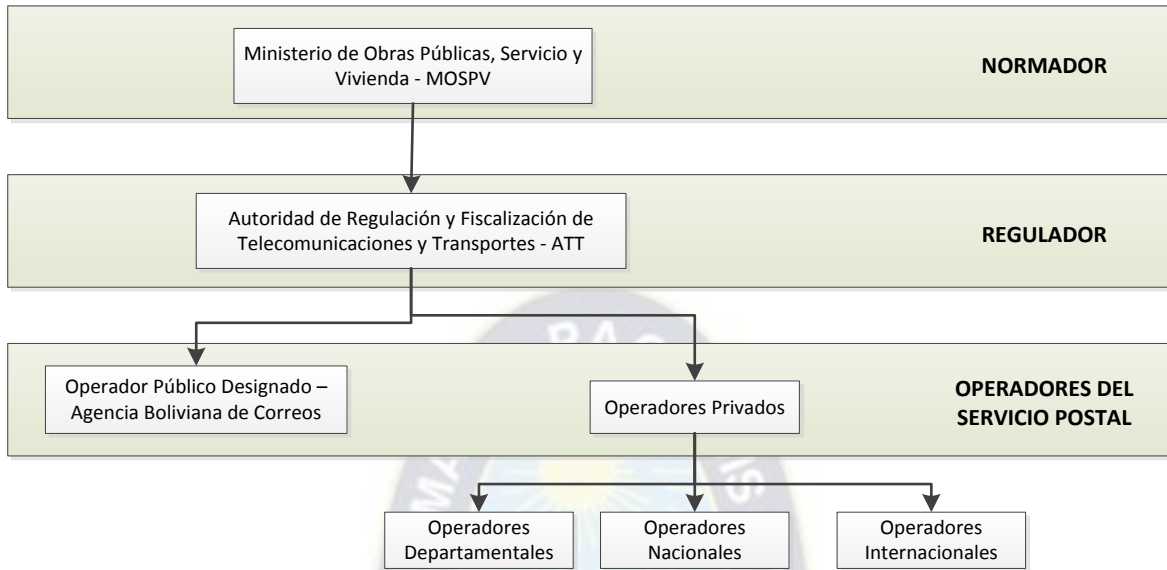 Ministerio de Obras Públicas, Servicio y
Vivienda - MOSPV
NORMADOR
Autoridad de Regulación y Fiscalización de
Telecomunicaciones y Transportes - ATT
REGULADOR
Operador Público Designado –
Agencia Boliviana de Correos
Operadores Privados
OPERADORES DEL
SERVICIO POSTAL
Operadores
Departamentales
Operadores
Nacionales
Operadores
Internacionales